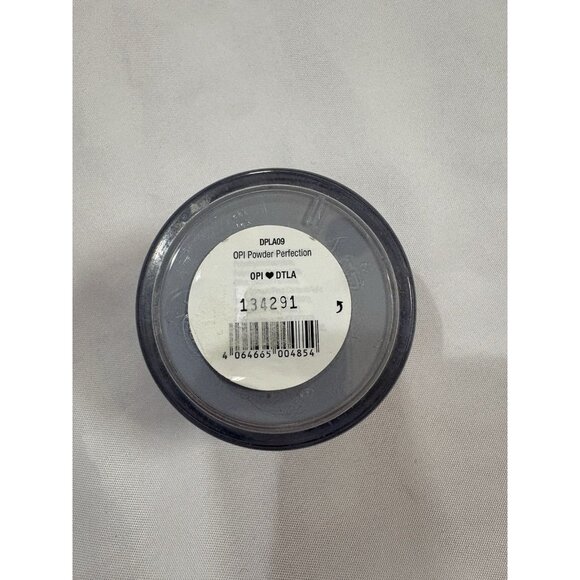 DPLA09
OPI Powder Perfection
OPI ♥ DTLA
134291
4 064665 004854